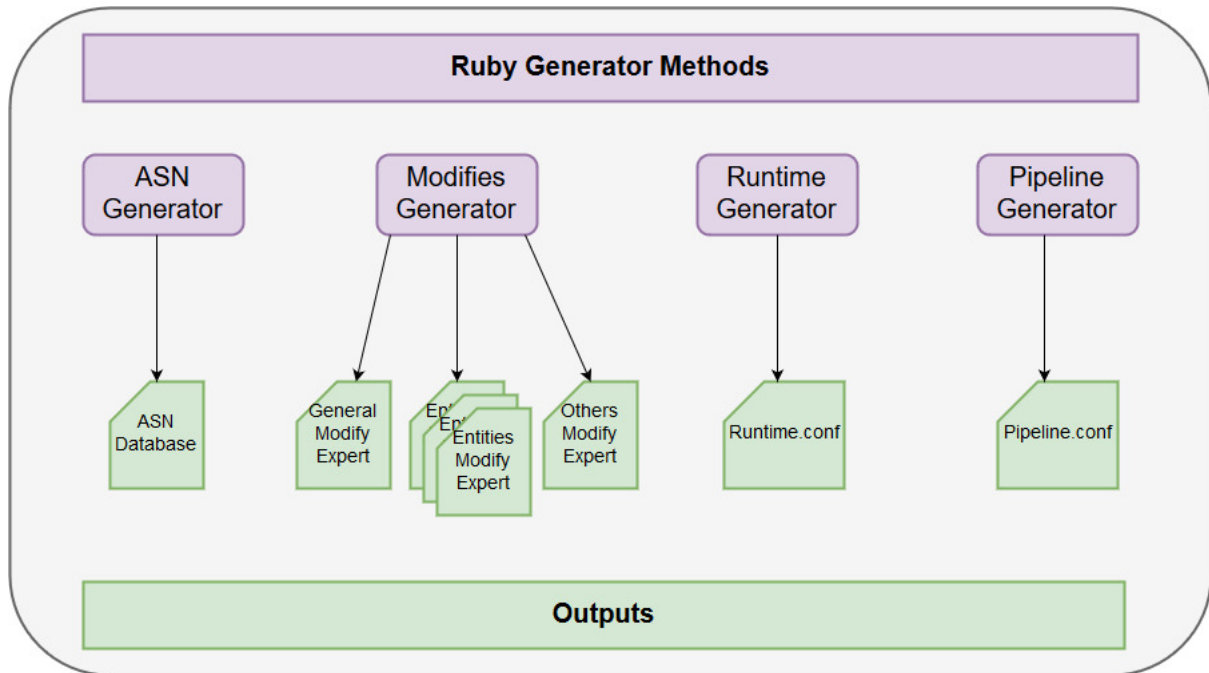 Ruby Generator Methods
ASN
Generator
Modifies
Generator
Runtime
Generator
Pipeline
Generator
ASN
Database
General
Modify
Expert
Entities
Modify
Expert
Others
Modify
Expert
Runtime.conf
Pipeline.conf
Outputs